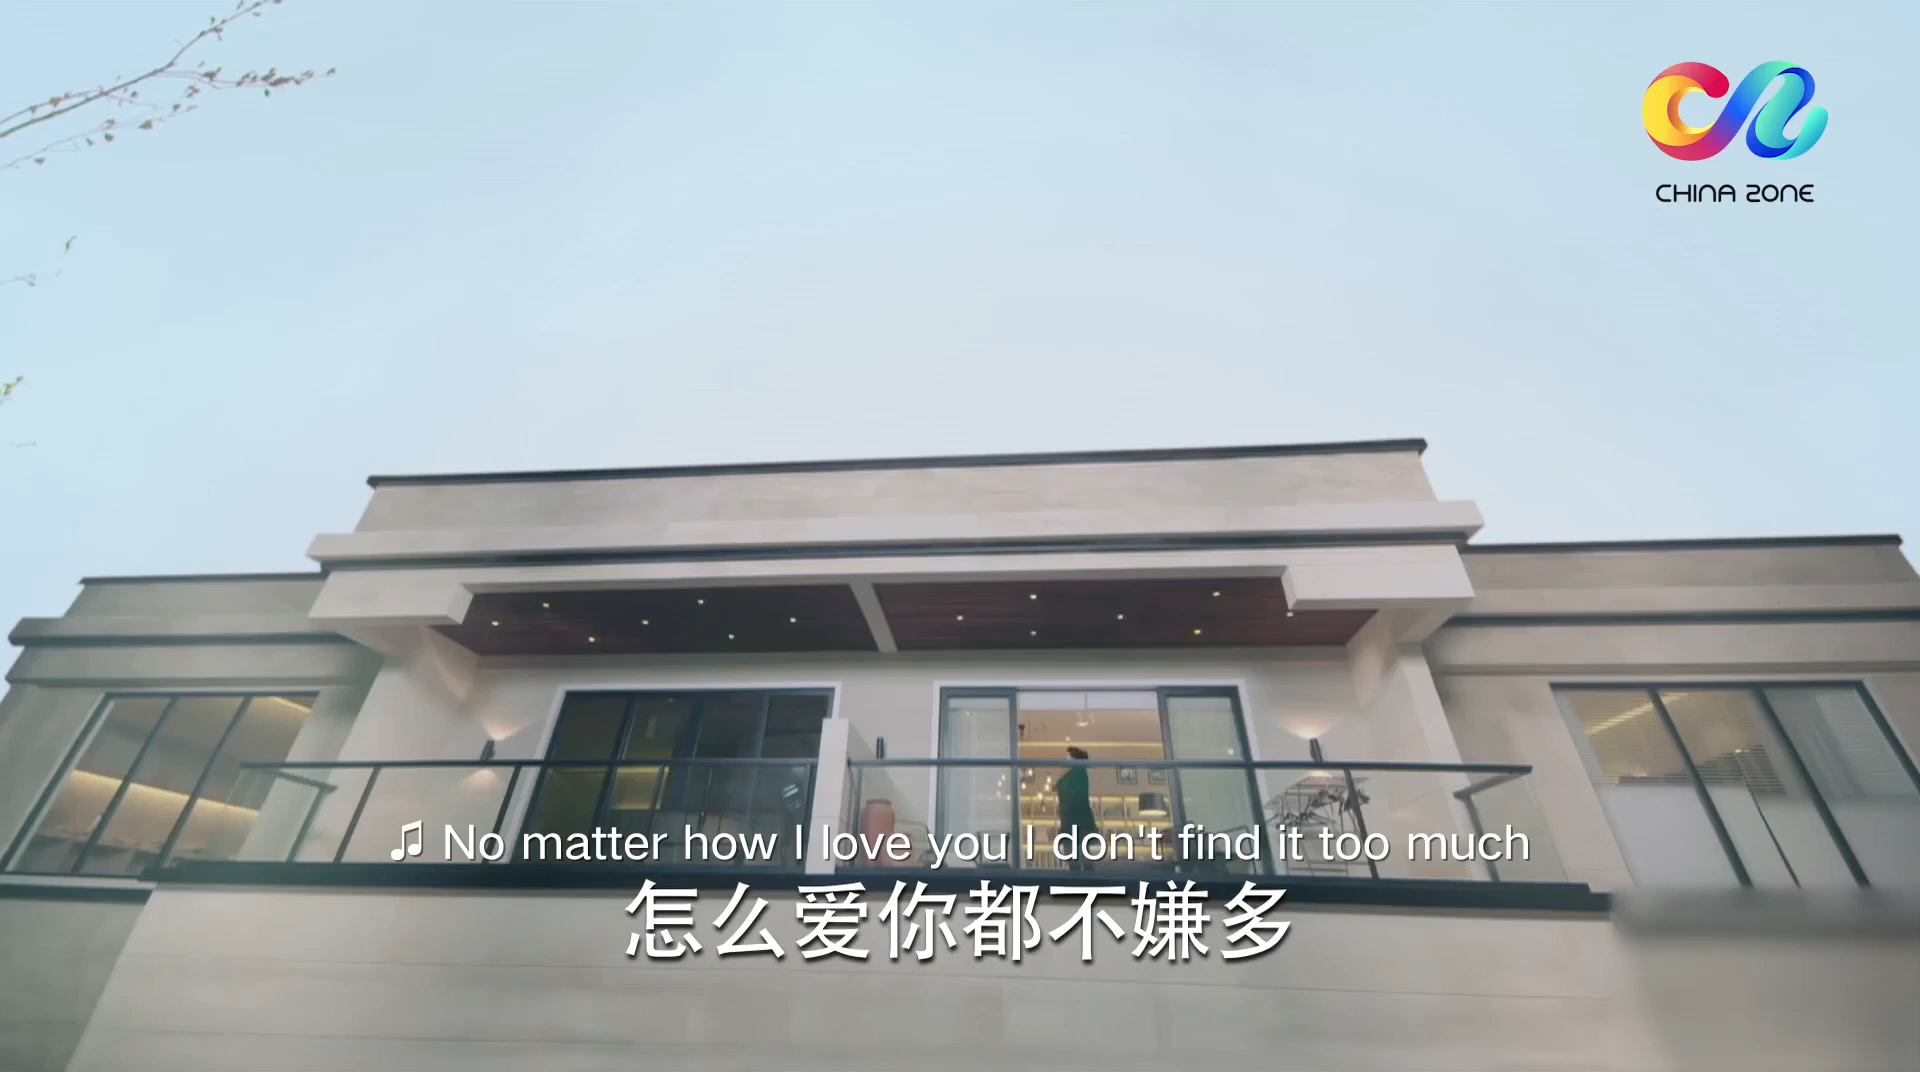 CHINA ZONE
♫ No matter how I love you I don't find it too much
怎么爱你都不嫌多